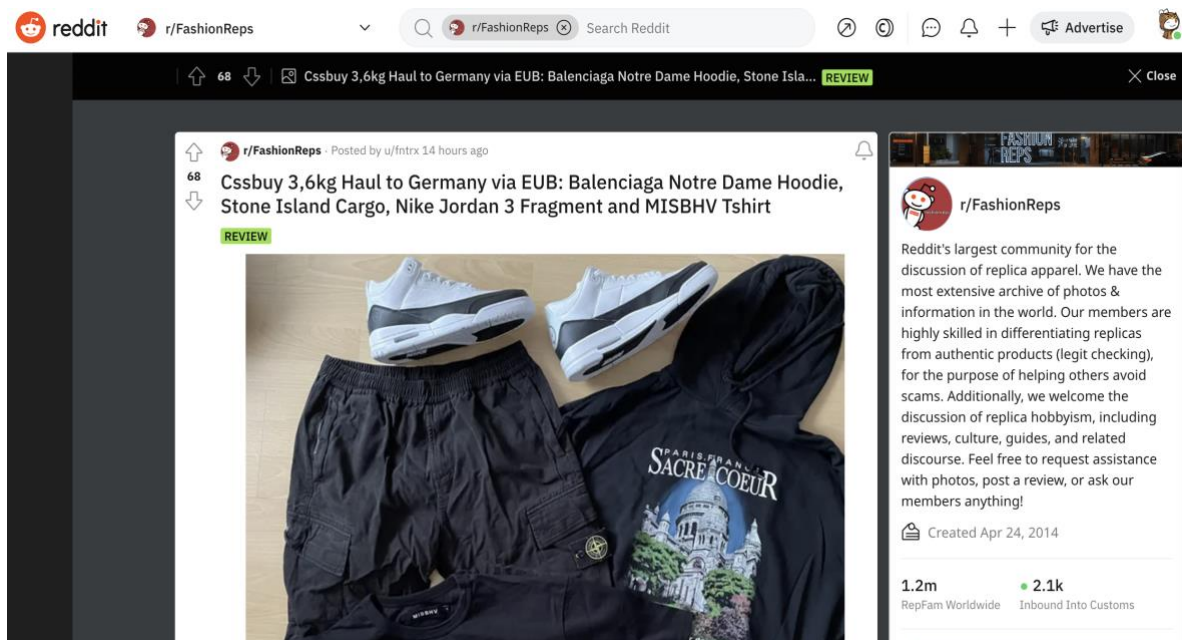 reddit
r/FashionReps
r/FashionReps
Search Reddit
Advertise
68
Cssbuy 3,6kg Haul to Germany via EUB: Balenciaga Notre Dame Hoodie, Stone Isla...
REVIEW
Close
r/FashionReps · Posted by u/fntrx 14 hours ago
68
Cssbuy 3,6kg Haul to Germany via EUB: Balenciaga Notre Dame Hoodie,
Stone Island Cargo, Nike Jordan 3 Fragment and MISBHV Tshirt
REVIEW
PARIS, FRANCE
SACRE COEUR
MISBHV
FASHION
REPS
r/FashionReps
Reddit's largest community for the
discussion of replica apparel. We have the
most extensive archive of photos &
information in the world. Our members are
highly skilled in differentiating replicas
from authentic products (legit checking),
for the purpose of helping others avoid
scams. Additionally, we welcome the
discussion of replica hobbyism, including
reviews, culture, guides, and related
discourse. Feel free to request assistance
with photos, post a review, or ask our
members anything!
Created Apr 24, 2014
1.2m
2.1k
RepFam Worldwide
Inbound Into Customs